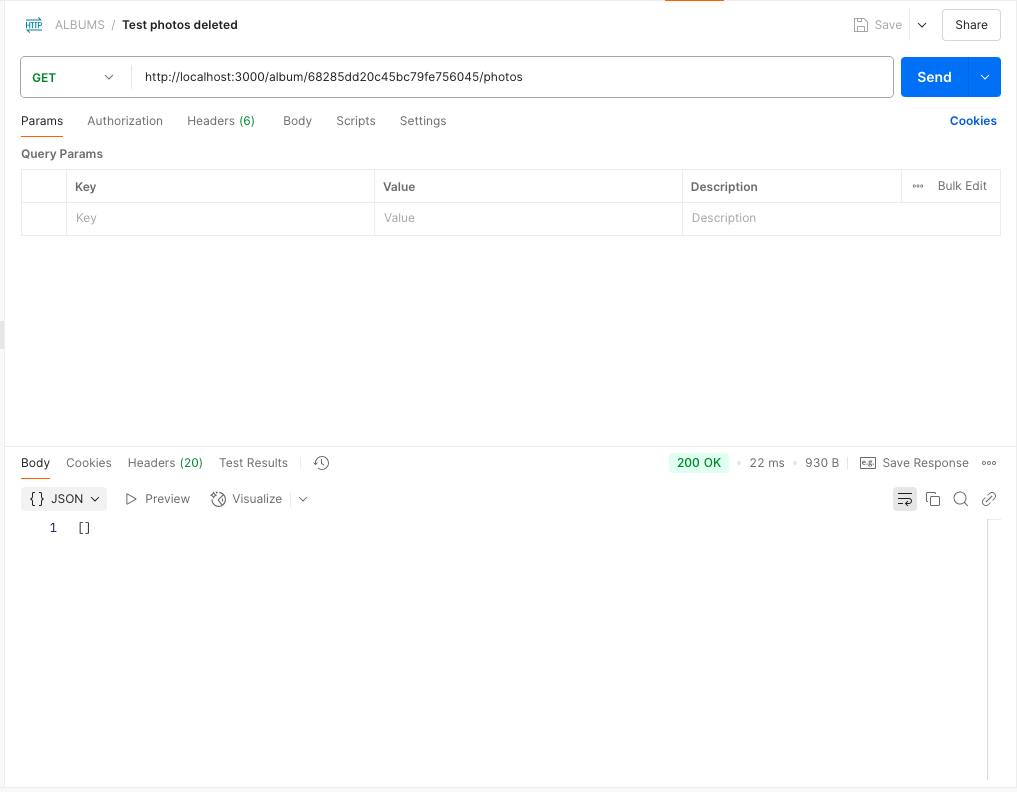 HTTP ALBUMS / Test photos deleted Save Share
GET http://localhost:3000/album/68285dd20c45bc79fe756045/photos Send
Params Authorization Headers (6) Body Scripts Settings Cookies
Query Params
Key Value Description Bulk Edit
Key Value Description
Body Cookies Headers (20) Test Results 200 OK • 22 ms • 930 B e.g. Save Response
{} JSON Preview Visualize
1 []